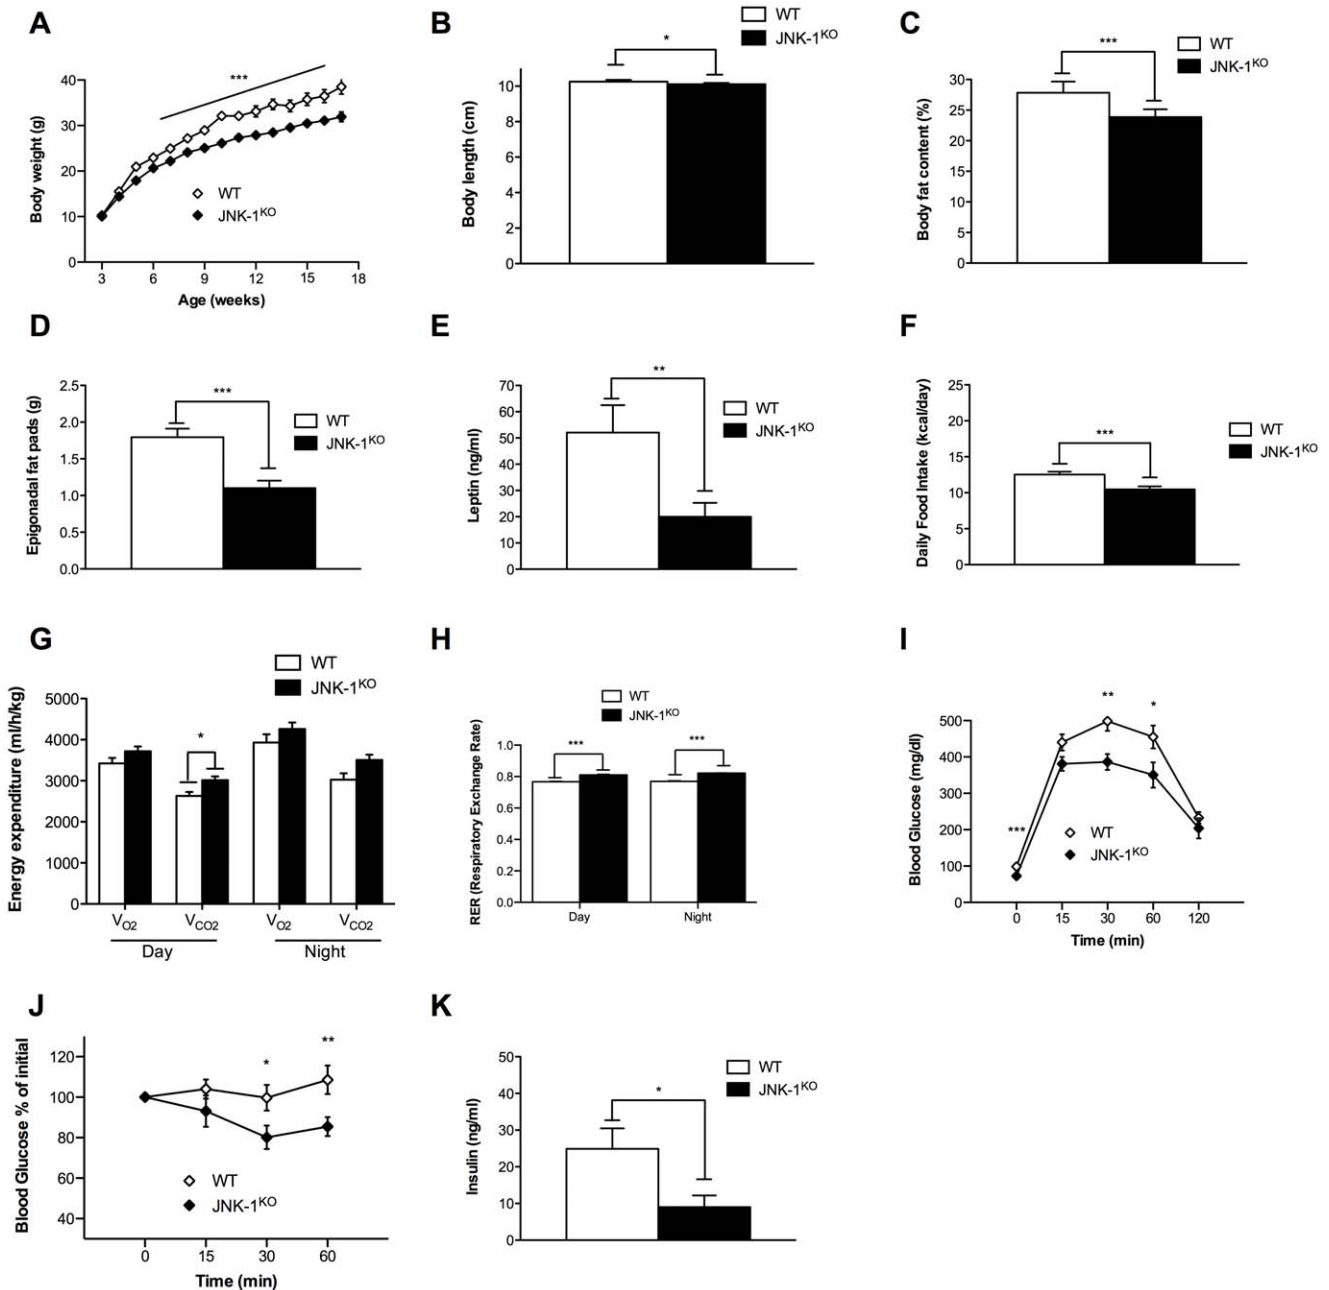 A
Body weight (g)
40
30
20
10
0
***
WT
JNK-1KO
3 6 9 12 15 18
Age (weeks)
B
WT
JNK-1KO
*
Body length (cm)
10
8
6
4
2
0
C
WT
JNK-1KO
***
Body fat content (%)
30
25
20
15
10
5
0
D
Epigonadal fat pads (g)
2.5
2.0
1.5
1.0
0.5
0.0
***
WT
JNK-1KO
E
Leptin (ng/ml)
70
60
50
40
30
20
10
0
**
WT
JNK-1KO
F
Daily Food Intake (kcal/day)
25
20
15
10
5
0
***
WT
JNK-1KO
G
WT
JNK-1KO
Energy expenditure (ml/h/kg)
5000
4000
3000
2000
1000
0
*
VO2 VCO2 VO2 VCO2
Day Night
H
WT
JNK-1KO
RER (Respiratory Exchange Rate)
1.0
0.8
0.6
0.4
0.2
0.0
*** ***
Day Night
I
Blood Glucose (mg/dl)
500
400
300
200
100
0
*** ** *
WT
JNK-1KO
0 15 30 60 120
Time (min)
J
Blood Glucose % of initial
120
100
80
60
40
* **
WT
JNK-1KO
0 15 30 60
Time (min)
K
Insulin (ng/ml)
50
40
30
20
10
0
*
WT
JNK-1KO